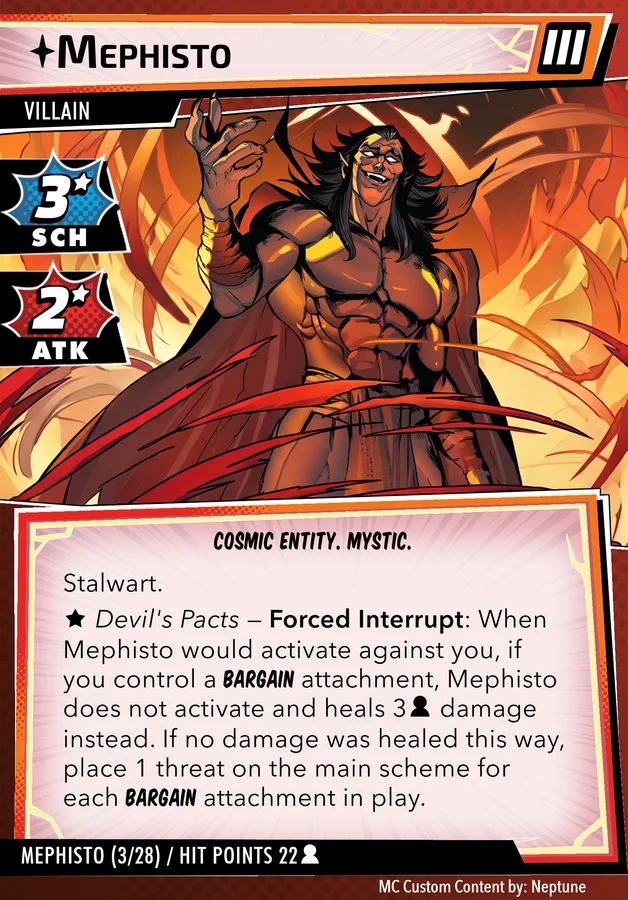 MEPHISTO
III
VILLAIN
3
SCH
2
ATK
COSMIC ENTITY. MYSTIC.
Stalwart.
★ Devil's Pacts – Forced Interrupt: When
Mephisto would activate against you, if
you control a BARGAIN attachment, Mephisto
does not activate and heals 3 damage
instead. If no damage was healed this way,
place 1 threat on the main scheme for
each BARGAIN attachment in play.
MEPHISTO (3/28) / HIT POINTS 22
MC Custom Content by: Neptune